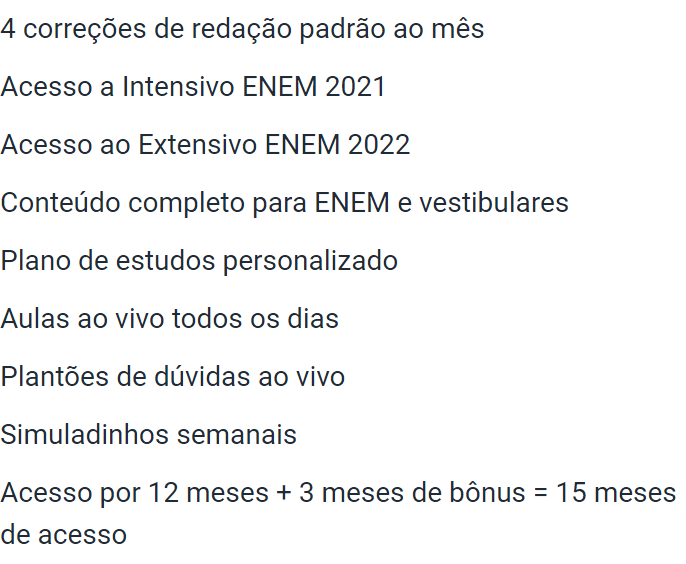 4 correções de redação padrão ao mês
Acesso a Intensivo ENEM 2021
Acesso ao Extensivo ENEM 2022
Conteúdo completo para ENEM e vestibulares
Plano de estudos personalizado
Aulas ao vivo todos os dias
Plantões de dúvidas ao vivo
Simuladinhos semanais
Acesso por 12 meses + 3 meses de bônus = 15 meses
de acesso